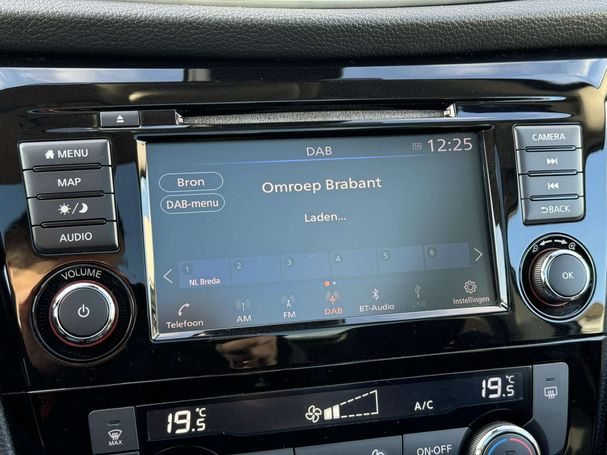 DAB
12:25
CAMERA
MENU
MAP
AUDIO
BACK
Bron
DAB-menu
Omroep Brabant
Laden...
1 2 3 4 5 6
NL Breda
Telefoon
AM
FM
DAB
BT-Audio
USB
Instellingen
VOLUME
OK
19.5°C
A/C
19.5°C
MAX
ON-OFF